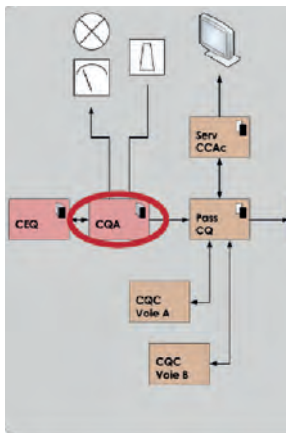 Serv
CCAc
CEQ
CQA
Pass
CQ
CQC
Voie A
CQC
Voie B